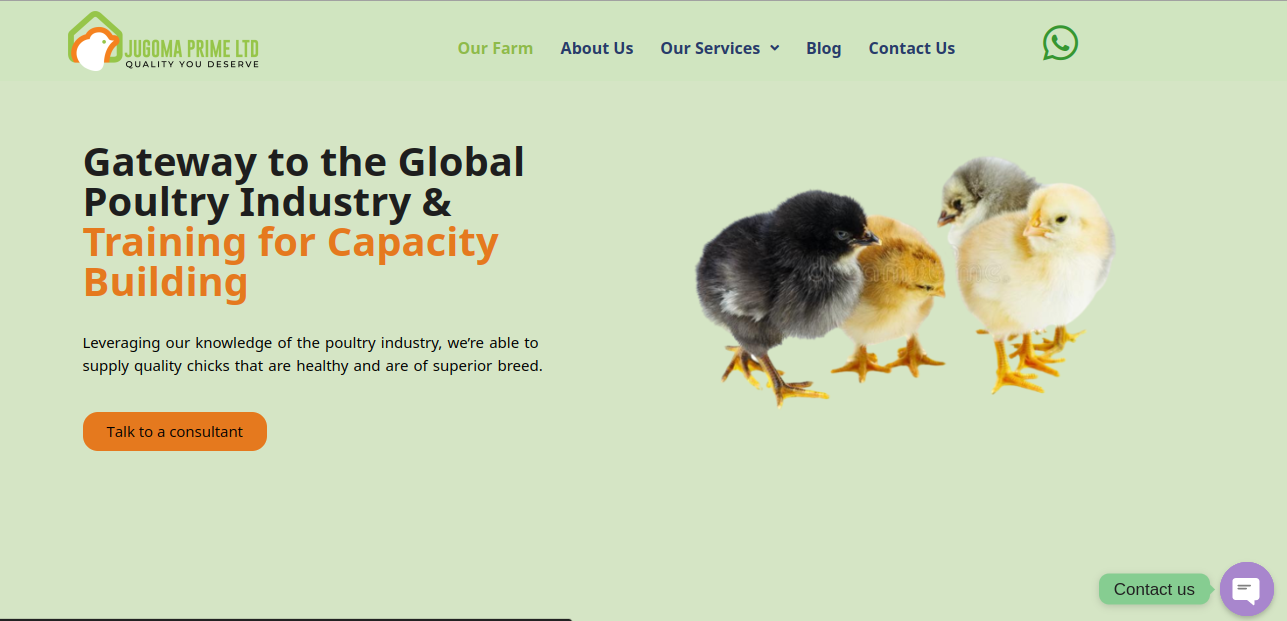 JUGOMA PRIME LTD
QUALITY YOU DESERVE
Our Farm About Us Our Services Blog Contact Us
Gateway to the Global
Poultry Industry &
Training for Capacity
Building
Leveraging our knowledge of the poultry industry, we’re able to
supply quality chicks that are healthy and are of superior breed.
Talk to a consultant
Contact us